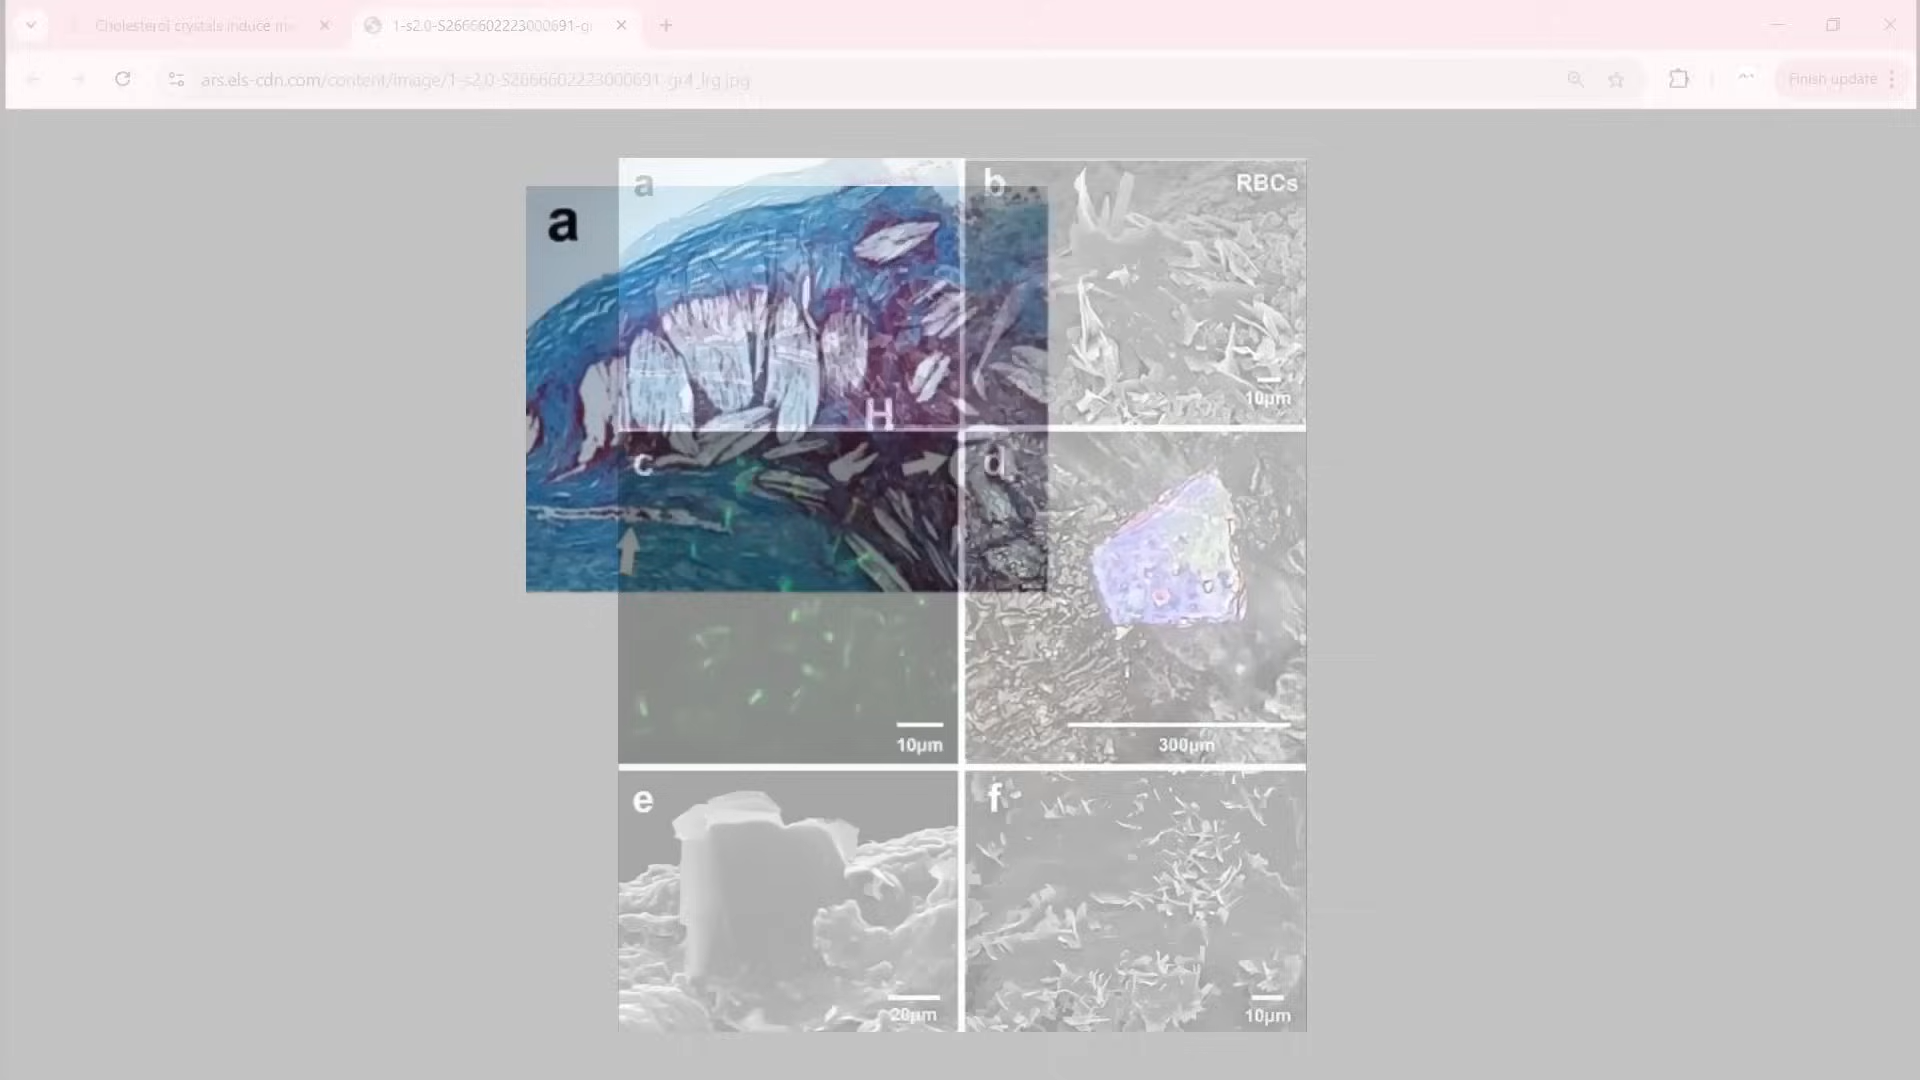 Cholesterol crystals induce m
1-s2.0-S2666602223000691-g
ars.els-cdn.com/content/image/1-s2.0-S2666602223000691-gr4_lrg.jpg
Finish update
a
b
RBCs
a
10µm
H
c
d
10µm
300µm
e
f
20µm
10µm